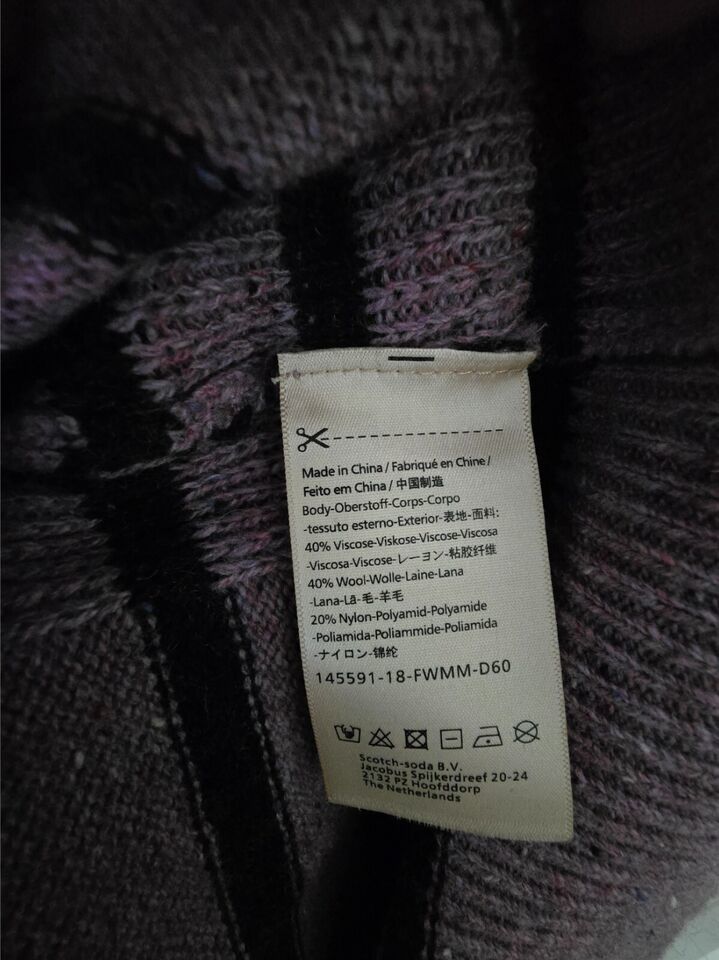 Made in China / Fabriqué en Chine /
Feito em China / 中国制造
Body-Oberstoff-Corps-Corpo
-tessuto esterno-Exterior-表地-面料:
40% Viscose-Viskose-Viscose-Viscosa
-Viscosa-Viscose-レーヨン-粘胶纤维
40% Wool-Wolle-Laine-Lana
-Lana-Lã-毛-羊毛
20% Nylon-Polyamid-Polyamide
-Poliamida-Poliammide-Poliamida
-ナイロン-锦纶
145591-18-FWMM-D60
Scotch-soda B.V.
Jacobus Spijkerdreef 20-24
2132 PZ Hoofddorp
The Netherlands